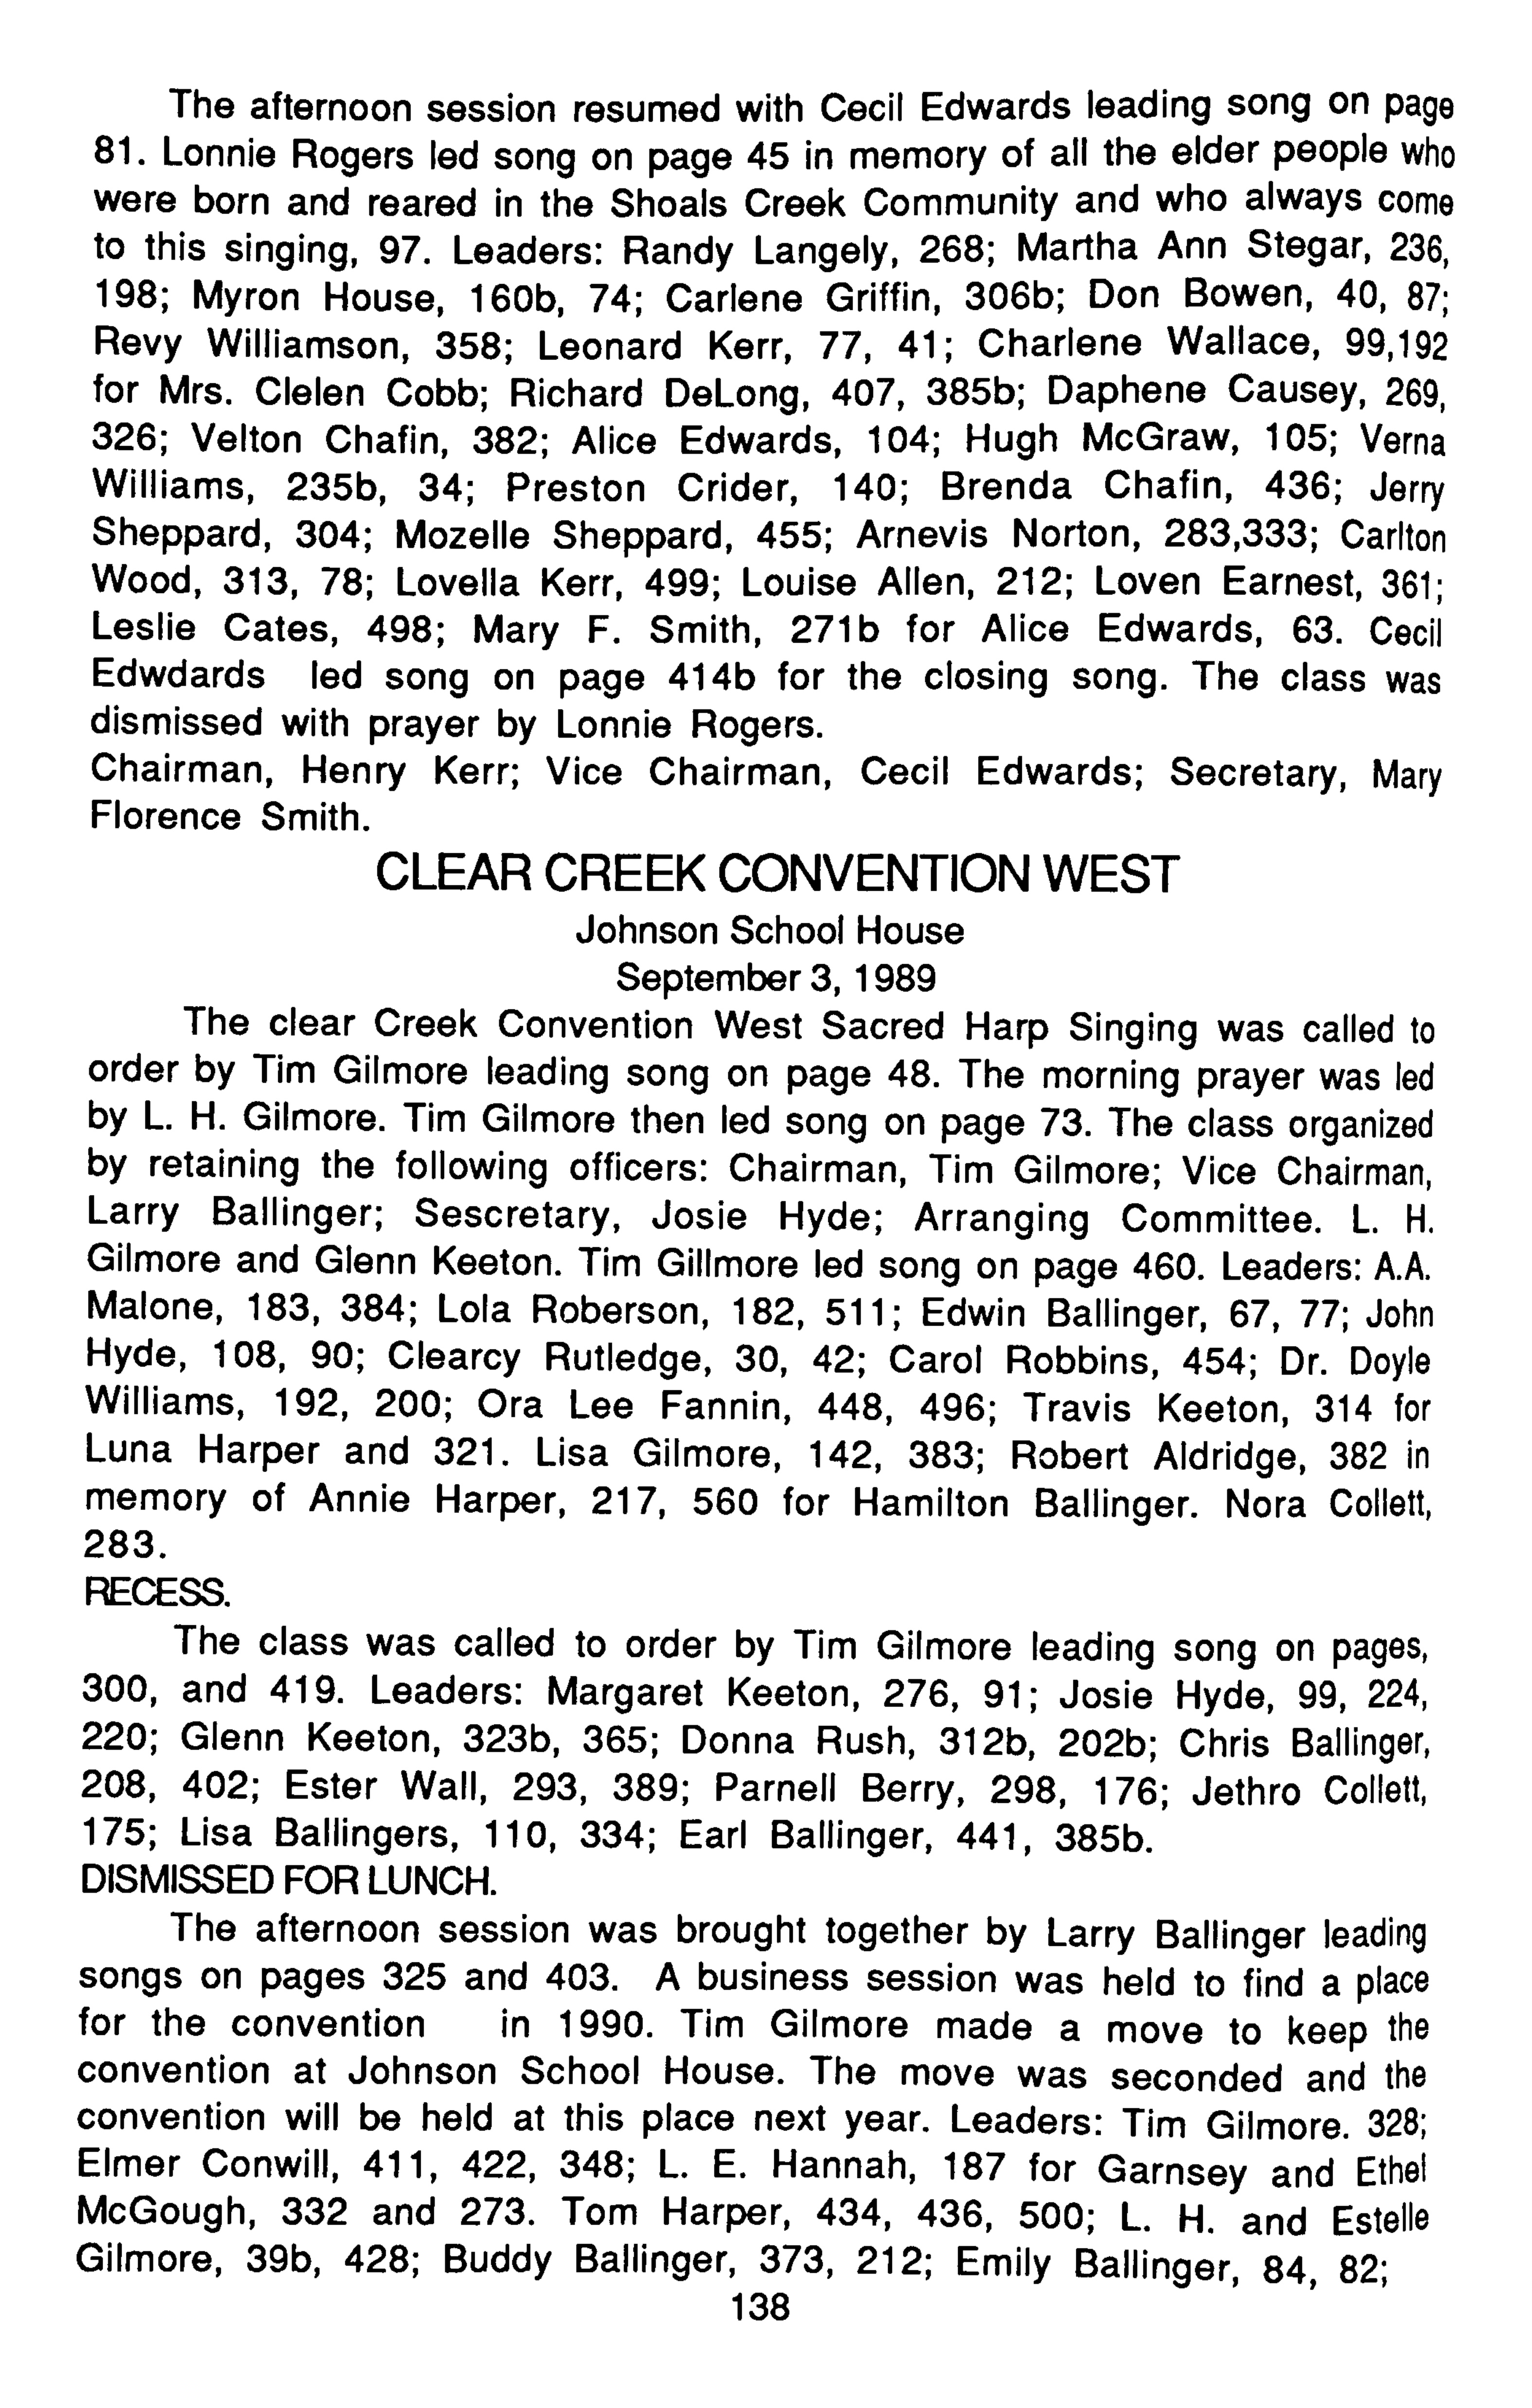 The afternoon session resumed with Cecil Edwards leading song on page
81. Lonnie Rogers led song on page 45 in memory of all the elder people who
were born and reared in the Shoals Creek Community and who always come
to this singing, 97. Leaders: Randy Langely, 268; Martha Ann Stegar, 236,
198; Myron House, 160b, 74; Carlene Griffin, 306b; Don Bowen, 40, 87;
Revy Williamson, 358; Leonard Kerr, 77, 41; Charlene Wallace, 99,192
for Mrs. Clelen Cobb; Richard DeLong, 407, 385b; Daphene Causey, 269,
326; Velton Chafin, 382; Alice Edwards, 104; Hugh McGraw, 105; Verna
Williams, 235b, 34; Preston Crider, 140; Brenda Chafin, 436; Jerry
Sheppard, 304; Mozelle Sheppard, 455; Arnevis Norton, 283,333; Carlton
Wood, 313, 78; Lovella Kerr, 499; Louise Allen, 212; Loven Earnest, 361;
Leslie Cates, 498; Mary F. Smith, 271b for Alice Edwards, 63. Cecil
Edwdards led song on page 414b for the closing song. The class was
dismissed with prayer by Lonnie Rogers.
Chairman, Henry Kerr; Vice Chairman, Cecil Edwards; Secretary, Mary
Florence Smith.
CLEAR CREEK CONVENTION WEST
Johnson School House
September 3, 1989
The clear Creek Convention West Sacred Harp Singing was called to
order by Tim Gilmore leading song on page 48. The morning prayer was led
by L. H. Gilmore. Tim Gilmore then led song on page 73. The class organized
by retaining the following officers: Chairman, Tim Gilmore; Vice Chairman,
Larry Ballinger; Sescretary, Josie Hyde; Arranging Committee. L. H.
Gilmore and Glenn Keeton. Tim Gillmore led song on page 460. Leaders: A.A.
Malone, 183, 384; Lola Roberson, 182, 511; Edwin Ballinger, 67, 77; John
Hyde, 108, 90; Clearcy Rutledge, 30, 42; Carol Robbins, 454; Dr. Doyle
Williams, 192, 200; Ora Lee Fannin, 448, 496; Travis Keeton, 314 for
Luna Harper and 321. Lisa Gilmore, 142, 383; Robert Aldridge, 382 in
memory of Annie Harper, 217, 560 for Hamilton Ballinger. Nora Collett,
283.
RECESS.
The class was called to order by Tim Gilmore leading song on pages,
300, and 419. Leaders: Margaret Keeton, 276, 91; Josie Hyde, 99, 224,
220; Glenn Keeton, 323b, 365; Donna Rush, 312b, 202b; Chris Ballinger,
208, 402; Ester Wall, 293, 389; Parnell Berry, 298, 176; Jethro Collett,
175; Lisa Ballingers, 110, 334; Earl Ballinger, 441, 385b.
DISMISSED FOR LUNCH.
The afternoon session was brought together by Larry Ballinger leading
songs on pages 325 and 403. A business session was held to find a place
for the convention in 1990. Tim Gilmore made a move to keep the
convention at Johnson School House. The move was seconded and the
convention will be held at this place next year. Leaders: Tim Gilmore. 328;
Elmer Conwill, 411, 422, 348; L. E. Hannah, 187 for Garnsey and Ethel
McGough, 332 and 273. Tom Harper, 434, 436, 500; L. H. and Estelle
Gilmore, 39b, 428; Buddy Ballinger, 373, 212; Emily Ballinger, 84, 82;
138